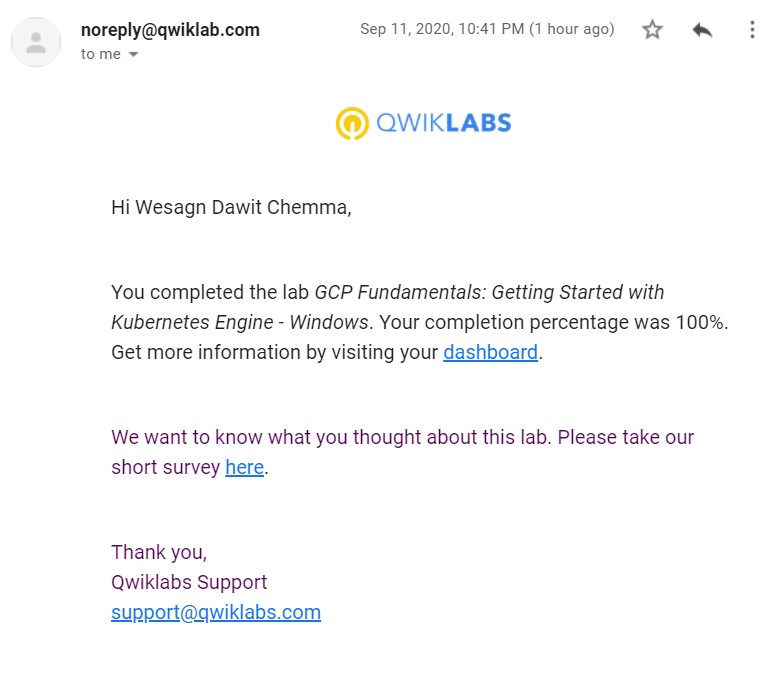 noreply@qwiklab.com
Sep 11, 2020, 10:41 PM (1 hour ago)
to me
QWIKLABS
Hi Wesagn Dawit Chemma,
You completed the lab GCP Fundamentals: Getting Started with
Kubernetes Engine - Windows. Your completion percentage was 100%.
Get more information by visiting your dashboard.
We want to know what you thought about this lab. Please take our
short survey here.
Thank you,
Qwiklabs Support
support@qwiklabs.com